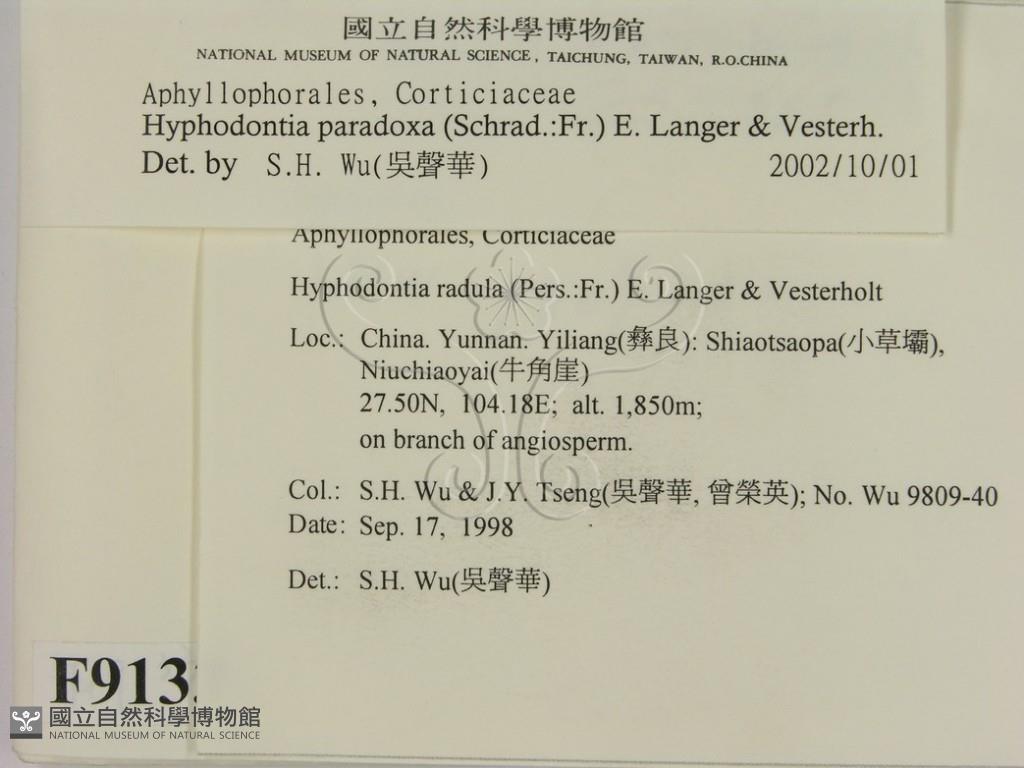 國立自然科學博物館
NATIONAL MUSEUM OF NATURAL SCIENCE, TAICHUNG, TAIWAN, R.O.CHINA
Aphyllophorales, Corticiaceae
Hyphodontia paradoxa (Schrad.:Fr.) E. Langer & Vesterh.
Det. by S.H. Wu(吳聲華) 2002/10/01
Aphyllophorales, Corticiaceae
Hyphodontia radula (Pers.:Fr.) E. Langer & Vesterholt
Loc.: China. Yunnan. Yiliang(彝良): Shiaotsaopa(小草壩),
Niuchiaoyai(牛角崖)
27.50N, 104.18E; alt. 1,850m;
on branch of angiosperm.
Col.: S.H. Wu & J.Y. Tseng(吳聲華, 曾榮英); No. Wu 9809-40
Date: Sep. 17, 1998
Det.: S.H. Wu(吳聲華)
F913
國立自然科學博物館
NATIONAL MUSEUM OF NATURAL SCIENCE